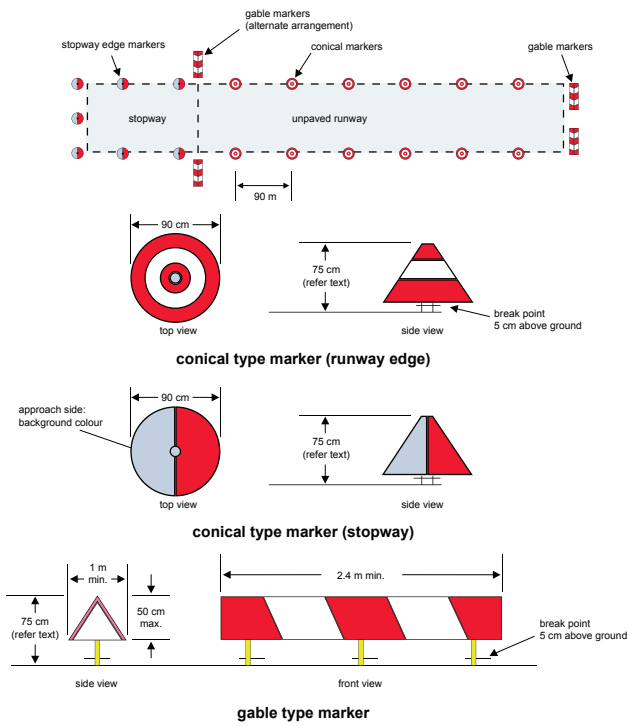 gable markers
(alternate arrangement)
stopway edge markers
conical markers
gable markers
stopway
unpaved runway
90 m
90 cm
75 cm
(refer text)
break point
5 cm above ground
top view
side view
conical type marker (runway edge)
90 cm
approach side:
background colour
75 cm
(refer text)
top view
side view
conical type marker (stopway)
1 m
min.
2.4 m min.
75 cm
(refer text)
50 cm
max.
break point
5 cm above ground
side view
front view
gable type marker